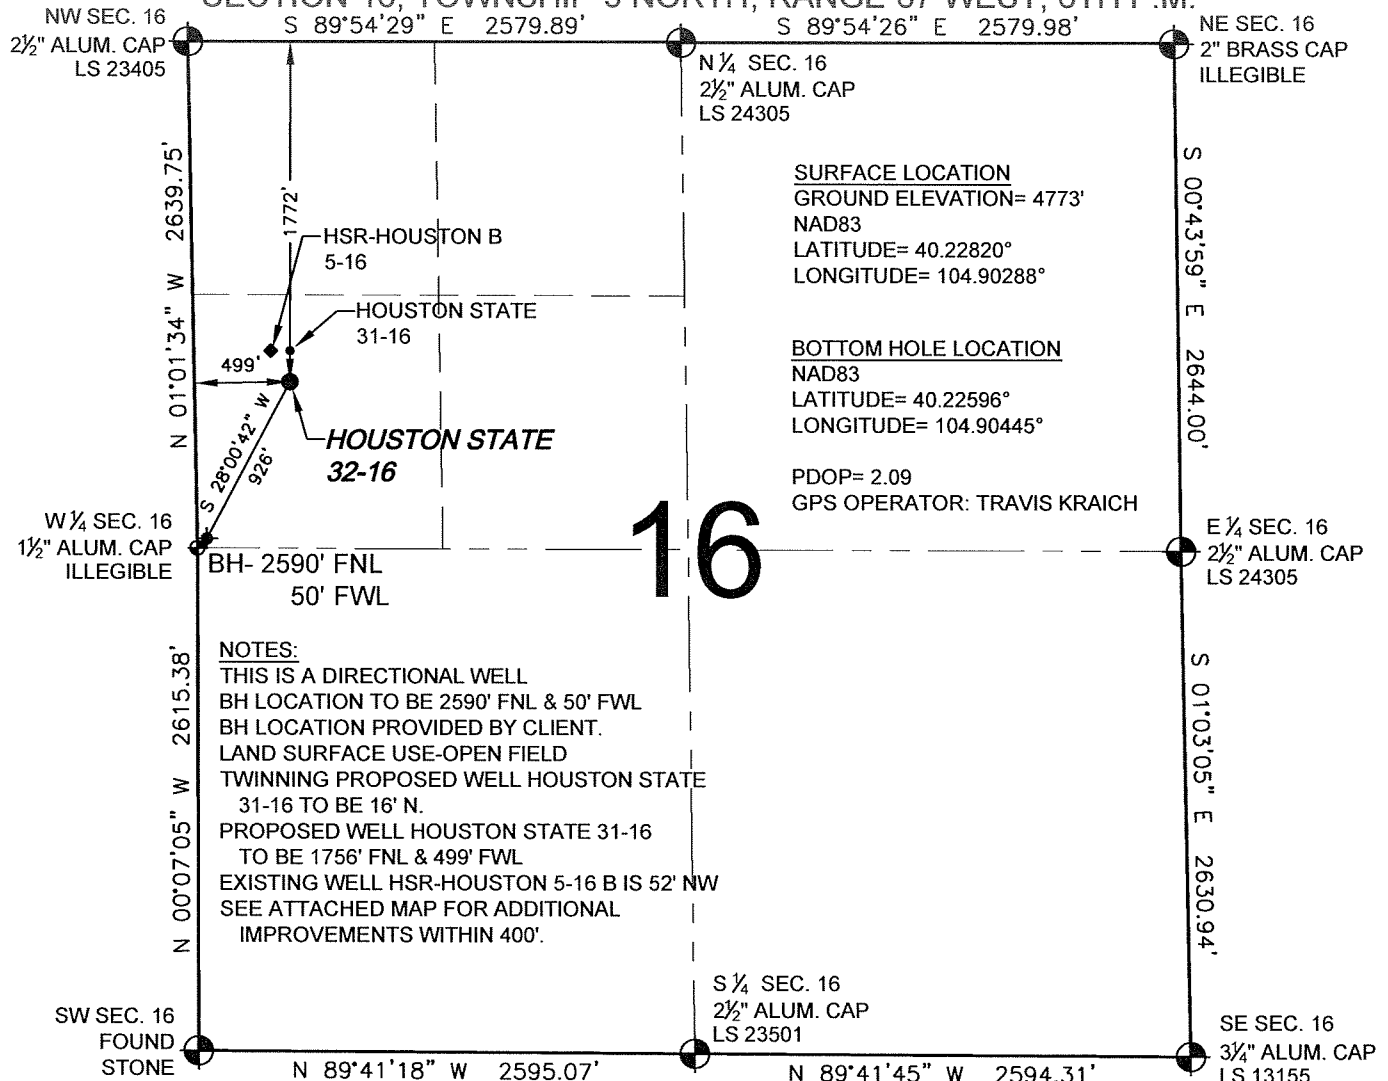 SECTION 16, TOWNSHIP 3 NORTH, RANGE 67 WEST, 6TH P.M.
NW SEC. 16
2½" ALUM. CAP
LS 23405
S 89°54'29" E 2579.89'
S 89°54'26" E 2579.98'
NE SEC. 16
2" BRASS CAP
ILLEGIBLE
N ¼ SEC. 16
2½" ALUM. CAP
LS 24305
N 01°01'34" W 2639.75'
1772'
HSR-HOUSTON B
5-16
HOUSTON STATE
31-16
499'
HOUSTON STATE
32-16
S 28°00'42" W
926'
SURFACE LOCATION
GROUND ELEVATION= 4773'
NAD83
LATITUDE= 40.22820°
LONGITUDE= 104.90288°
BOTTOM HOLE LOCATION
NAD83
LATITUDE= 40.22596°
LONGITUDE= 104.90445°
PDOP= 2.09
GPS OPERATOR: TRAVIS KRAICH
S 00°43'59" E 2644.00'
W ¼ SEC. 16
1½" ALUM. CAP
ILLEGIBLE
BH- 2590' FNL
50' FWL
16
E ¼ SEC. 16
2½" ALUM. CAP
LS 24305
N 00°07'05" W 2615.38'
NOTES:
THIS IS A DIRECTIONAL WELL
BH LOCATION TO BE 2590' FNL & 50' FWL
BH LOCATION PROVIDED BY CLIENT.
LAND SURFACE USE-OPEN FIELD
TWINNING PROPOSED WELL HOUSTON STATE
31-16 TO BE 16' N.
PROPOSED WELL HOUSTON STATE 31-16
TO BE 1756' FNL & 499' FWL
EXISTING WELL HSR-HOUSTON 5-16 B IS 52' NW
SEE ATTACHED MAP FOR ADDITIONAL
IMPROVEMENTS WITHIN 400'.
S 01°03'05" E 2630.94'
SW SEC. 16
FOUND
STONE
N 89°41'18" W 2595.07'
S ¼ SEC. 16
2½" ALUM. CAP
LS 23501
N 89°41'45" W 2594.31'
SE SEC. 16
3¼" ALUM. CAP
LS 13155